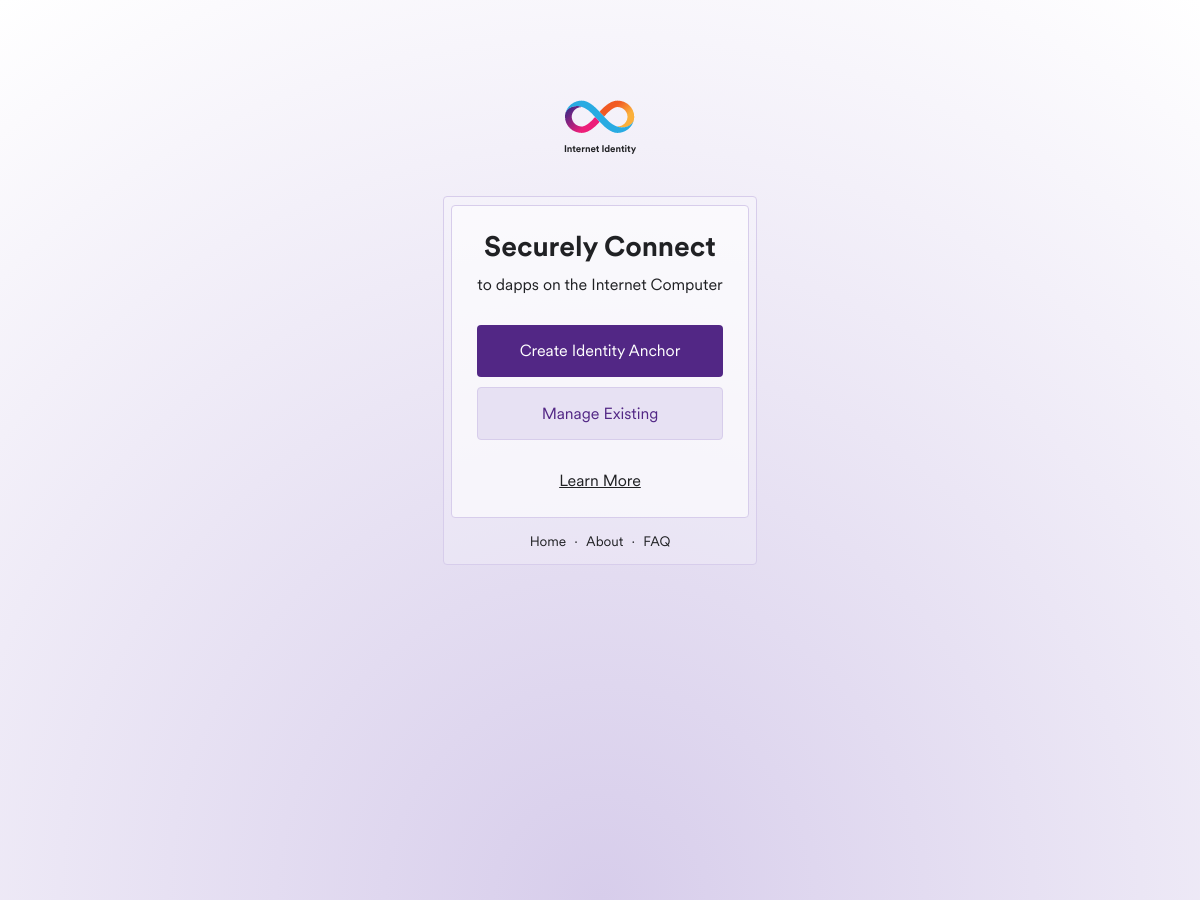 Internet Identity
Securely Connect
to dapps on the Internet Computer
Create Identity Anchor
Manage Existing
Learn More
Home · About · FAQ